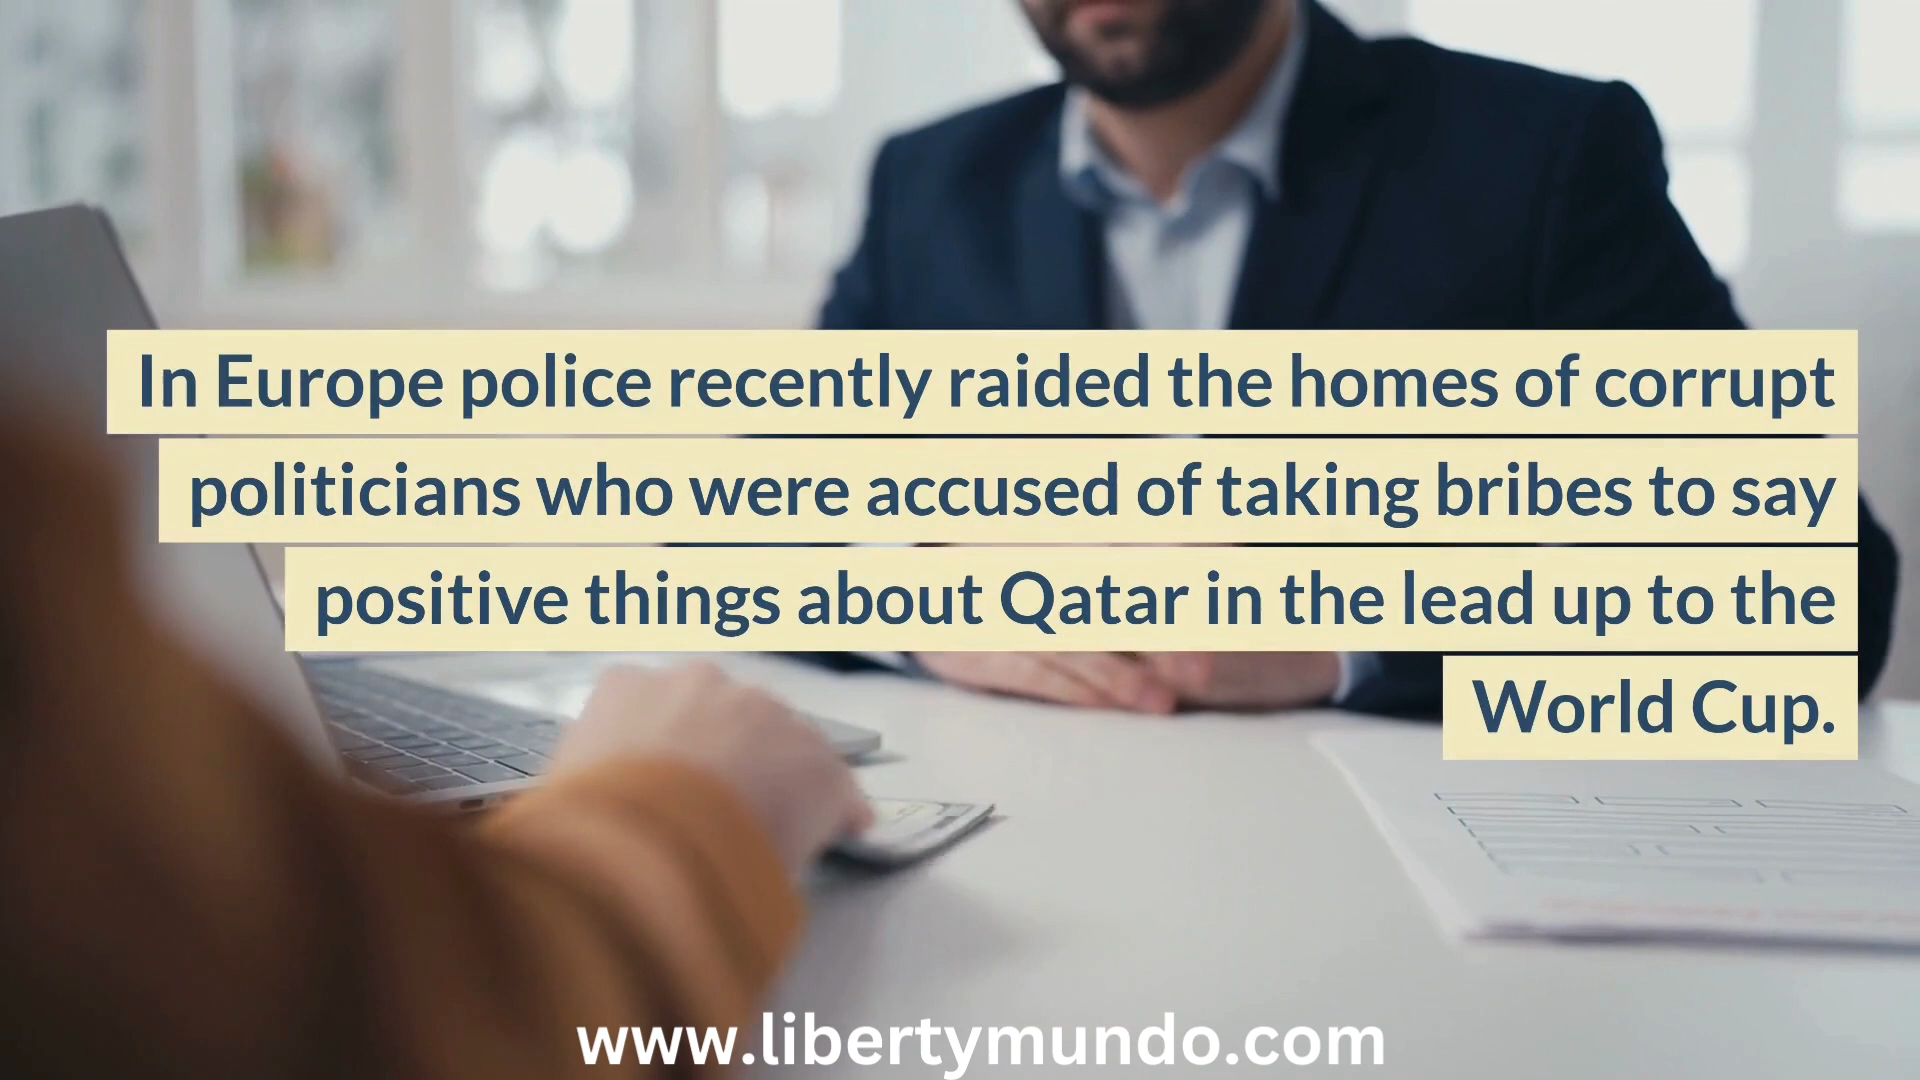 In Europe police recently raided the homes of corrupt
politicians who were accused of taking bribes to say
positive things about Qatar in the lead up to the
World Cup.
www.libertymundo.com